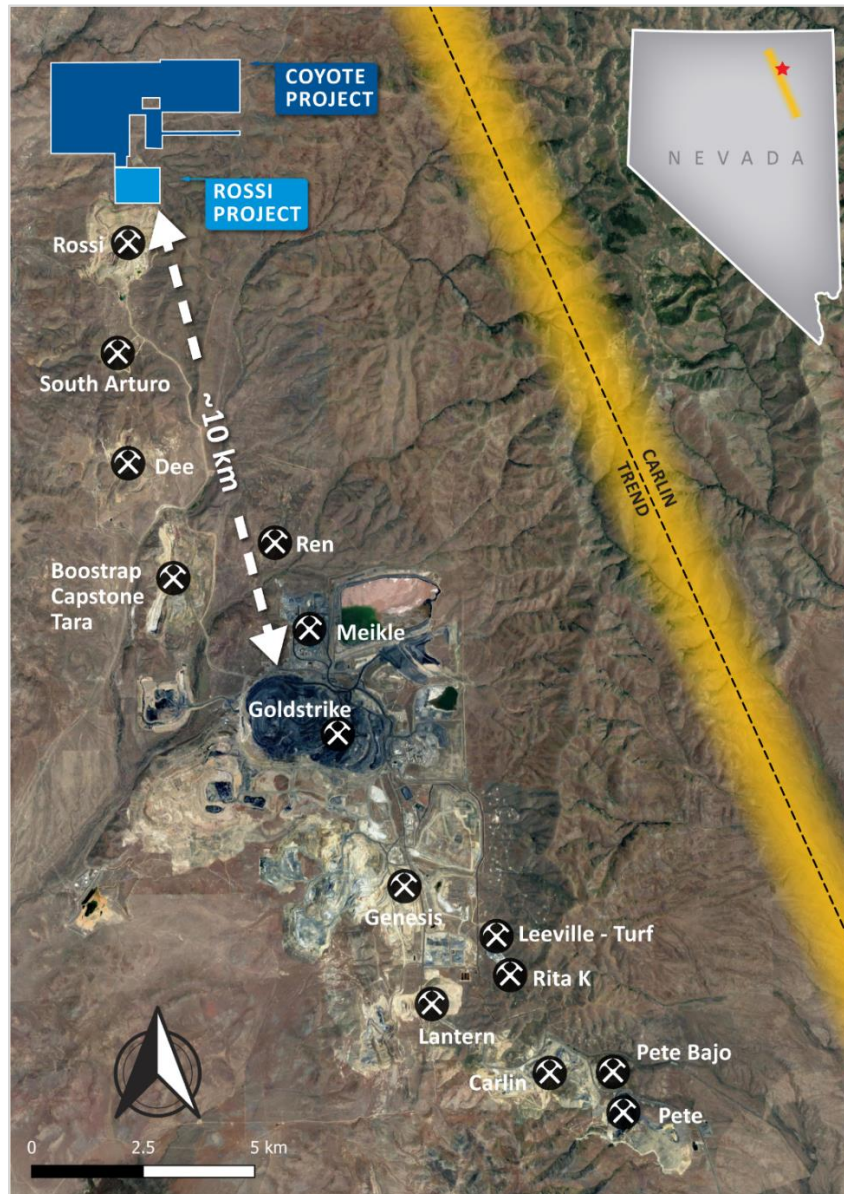 COYOTE
PROJECT
NEVADA
ROSSI
PROJECT
Rossi
South Arturo
~10 km
Dee
CARLIN
TREND
Ren
Boostrap
Capstone
Tara
Meikle
Goldstrike
Genesis
Leeville - Turf
Rita K
Lantern
Pete Bajo
Carlin
Pete
0 2.5 5 km